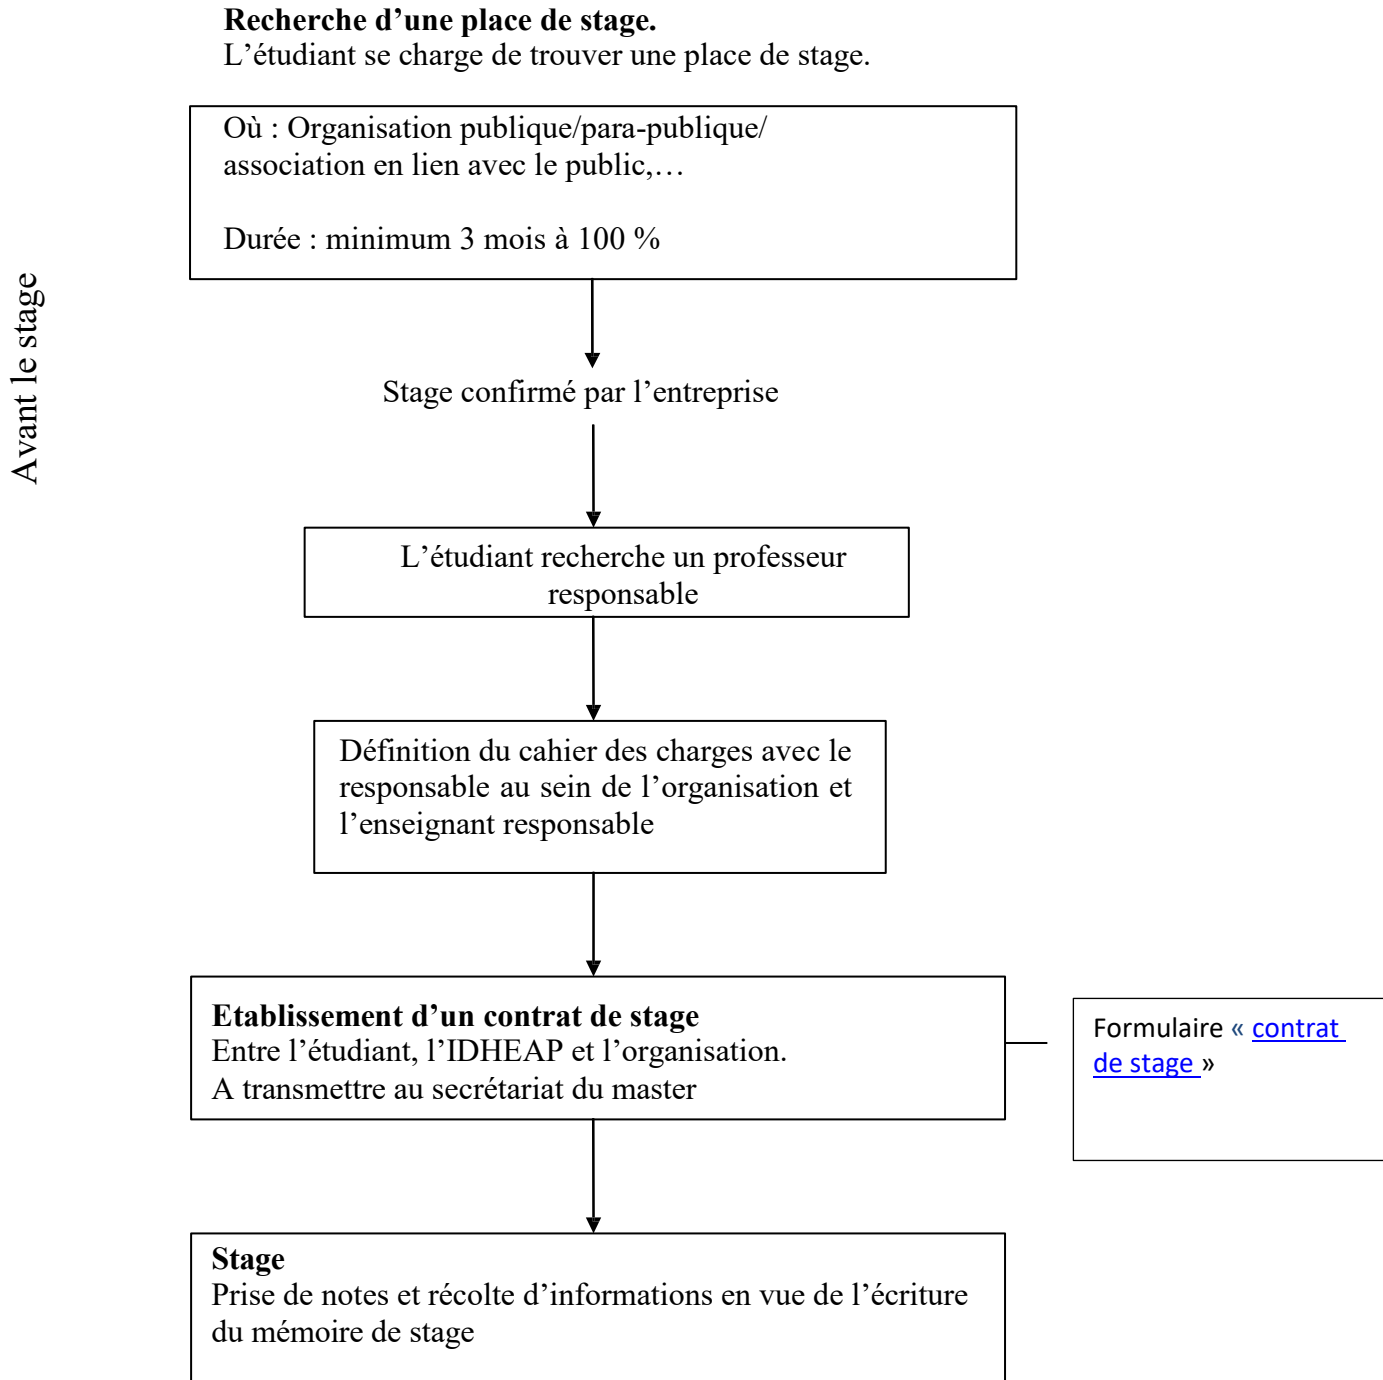 Recherche d’une place de stage.
L’étudiant se charge de trouver une place de stage.
Où : Organisation publique/para-publique/
association en lien avec le public,…
Durée : minimum 3 mois à 100 %
Avant le stage
Stage confirmé par l’entreprise
L’étudiant recherche un professeur
responsable
Définition du cahier des charges avec le
responsable au sein de l’organisation et
l’enseignant responsable
Etablissement d’un contrat de stage
Entre l’étudiant, l’IDHEAP et l’organisation.
A transmettre au secrétariat du master
Formulaire « contrat
de stage »
Stage
Prise de notes et récolte d’informations en vue de l’écriture
du mémoire de stage